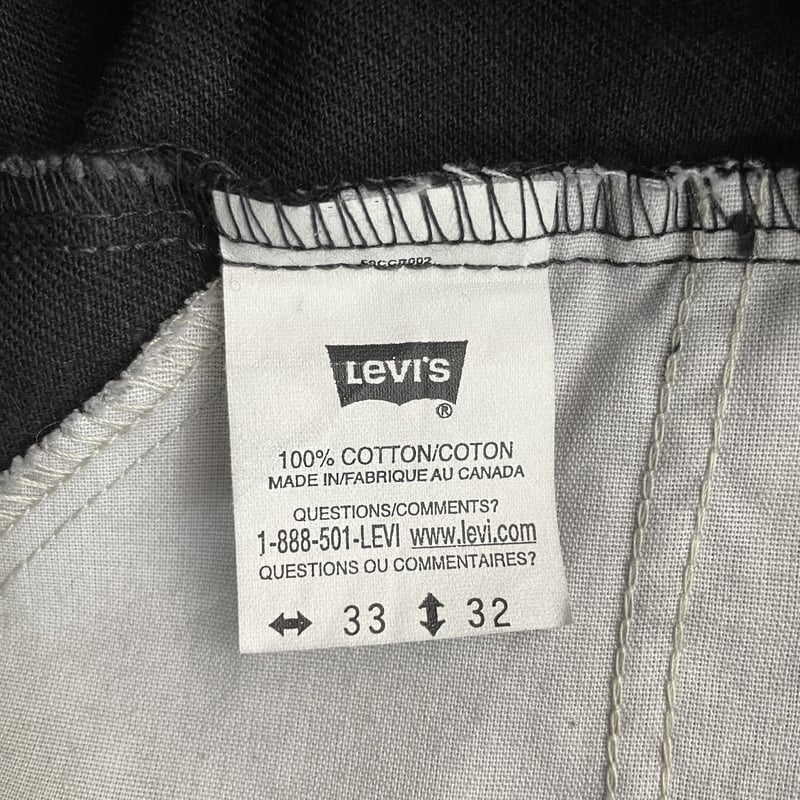 LEVI'S
®
100% COTTON/COTON
MADE IN/FABRIQUE AU CANADA
QUESTIONS/COMMENTS?
1-888-501-LEVI www.levi.com
QUESTIONS OU COMMENTAIRES?
↔ 33 ↕ 32